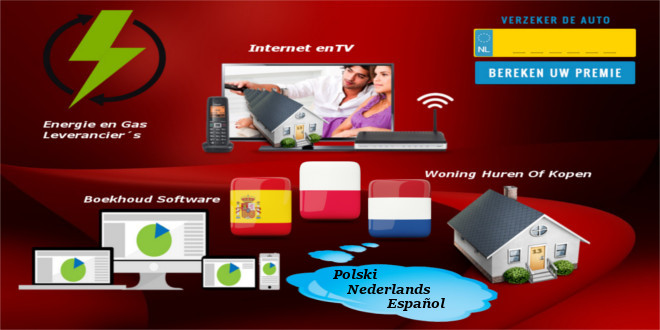 VERZEKER DE AUTO
NL
BEREKEN UW PREMIE
Internet enTV
Energie en Gas
Leverancier´s
Woning Huren Of Kopen
Boekhoud Software
Polski
Nederlands
Español